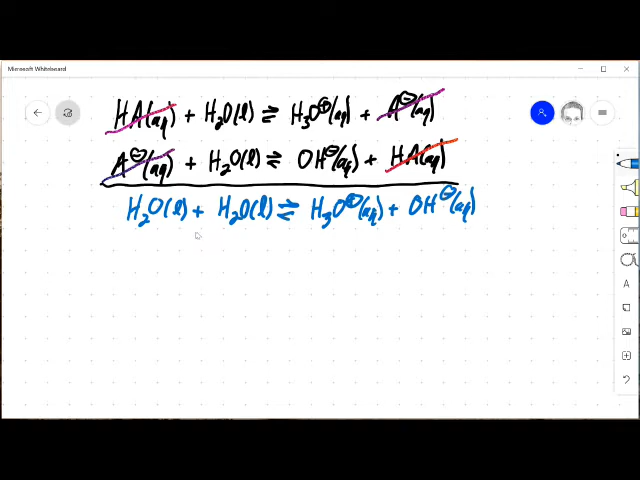 Microsoft Whiteboard
HA(aq) + H₂O(l) ⇌ H₃O⊕(aq) + A⊖(aq)
A⊖(aq) + H₂O(l) ⇌ OH⊖(aq) + HA(aq)
H₂O(l) + H₂O(l) ⇌ H₃O⊕(aq) + OH⊖(aq)
A